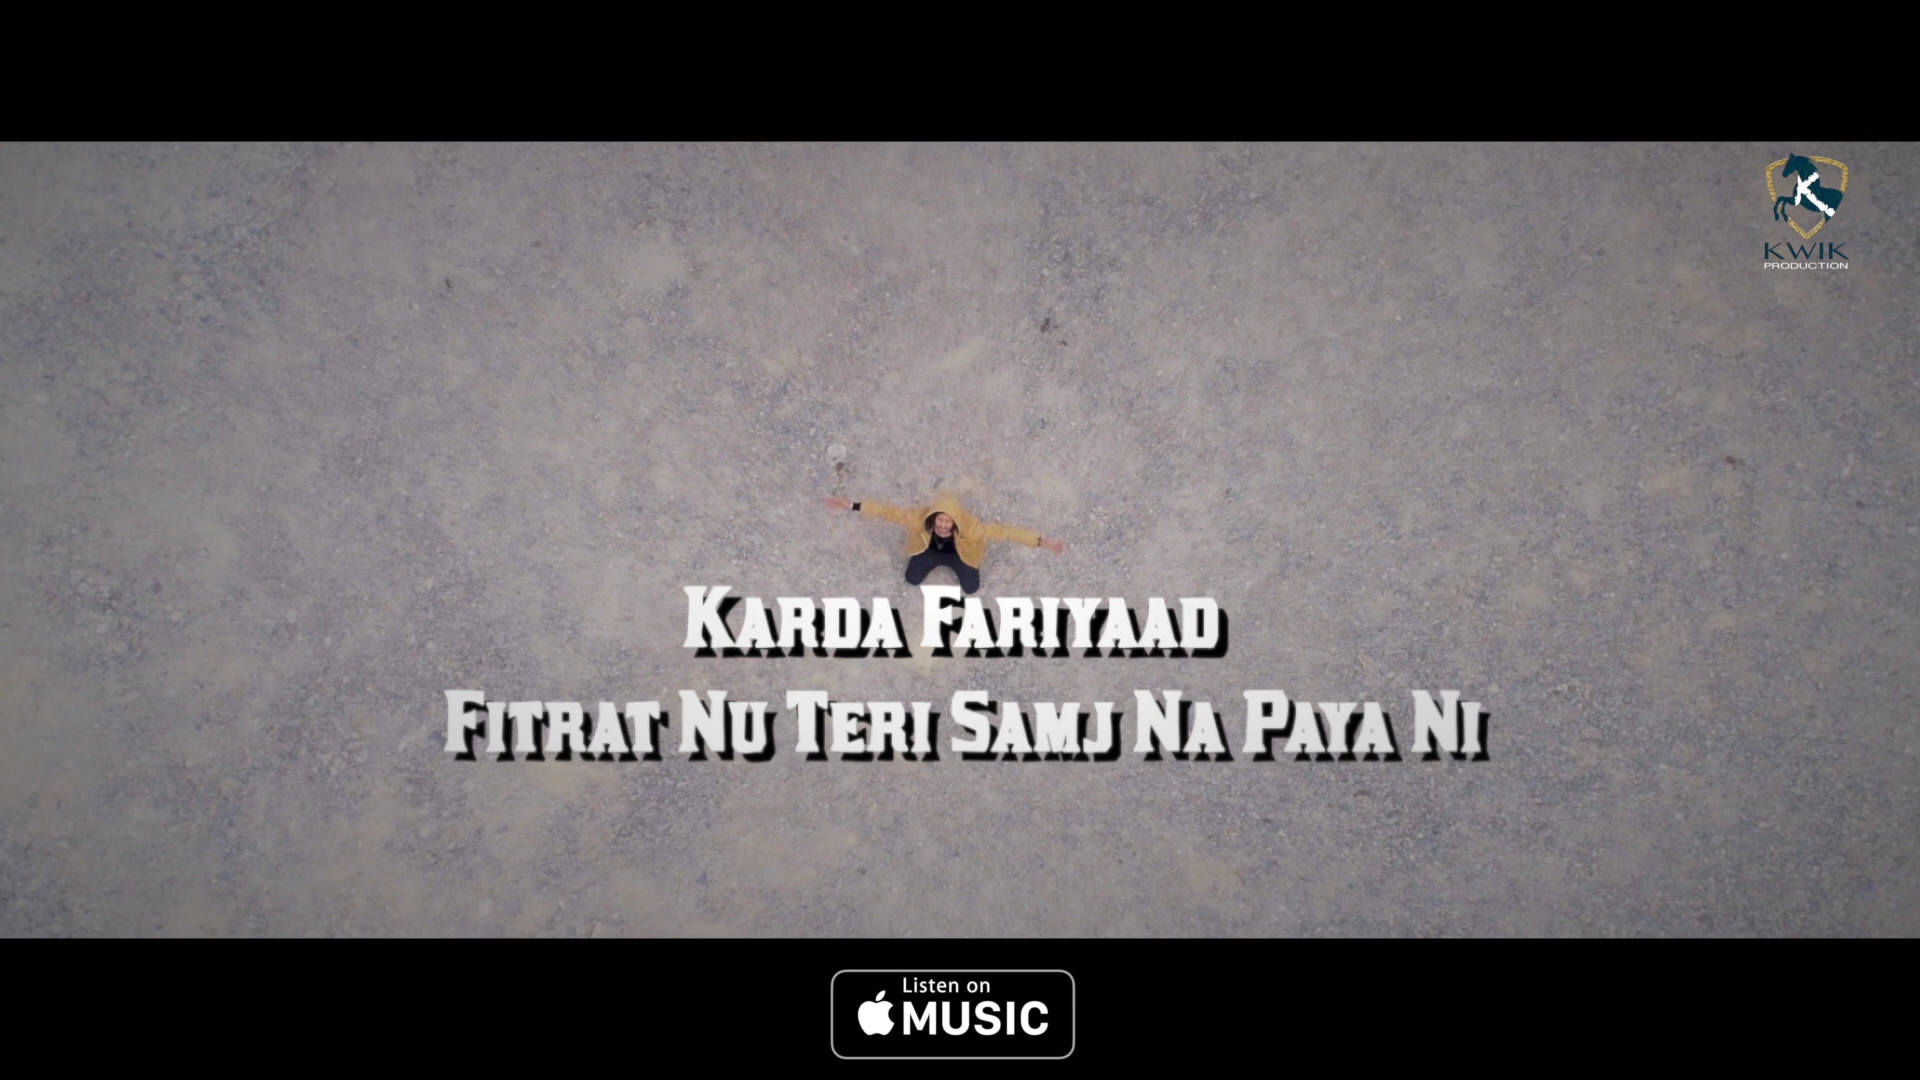 KWIK
PRODUCTION
KARDA FARIYAAD
FITRAT NU TERI SAMJ NA PAYA NI
Listen on
MUSIC